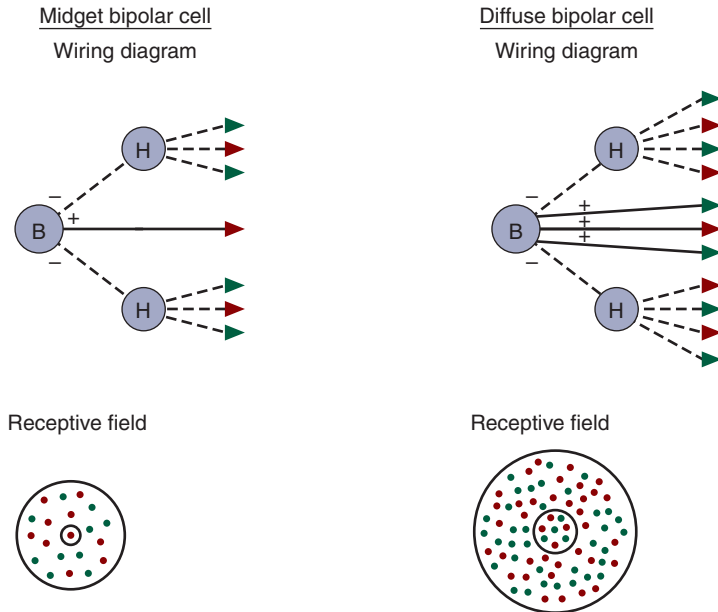 Midget bipolar cell
Wiring diagram
H
B
− 
+
−
H
Receptive field
Diffuse bipolar cell
Wiring diagram
H
B
−
+
+
+
−
H
Receptive field